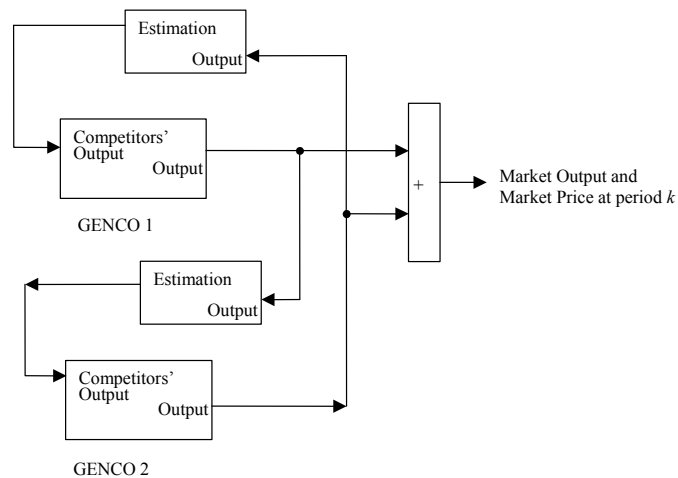 Estimation
Output
Competitors'
Output
Output
GENCO 1
+
Market Output and
Market Price at period k
Estimation
Output
Competitors'
Output
Output
GENCO 2